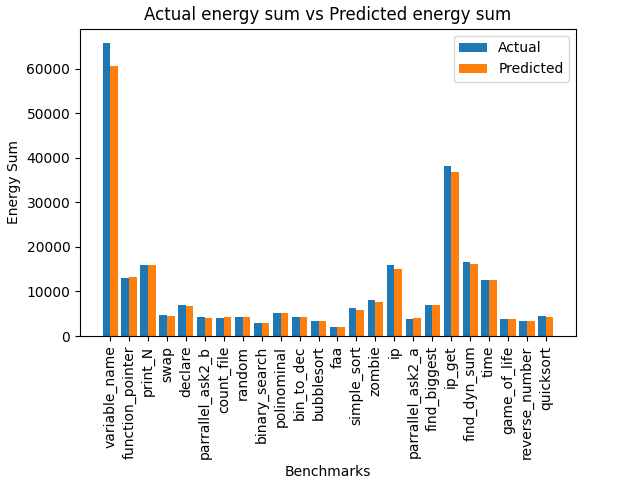 Actual energy sum vs Predicted energy sum
Actual
Predicted
Energy Sum
60000
50000
40000
30000
20000
10000
0
variable_name
function_pointer
print_N
swap
declare
parrallel_ask2_b
count_file
random
binary_search
polinominal
bin_to_dec
bubblesort
faa
simple_sort
zombie
ip
parrallel_ask2_a
find_biggest
ip_get
find_dyn_sum
time
game_of_life
reverse_number
quicksort
Benchmarks